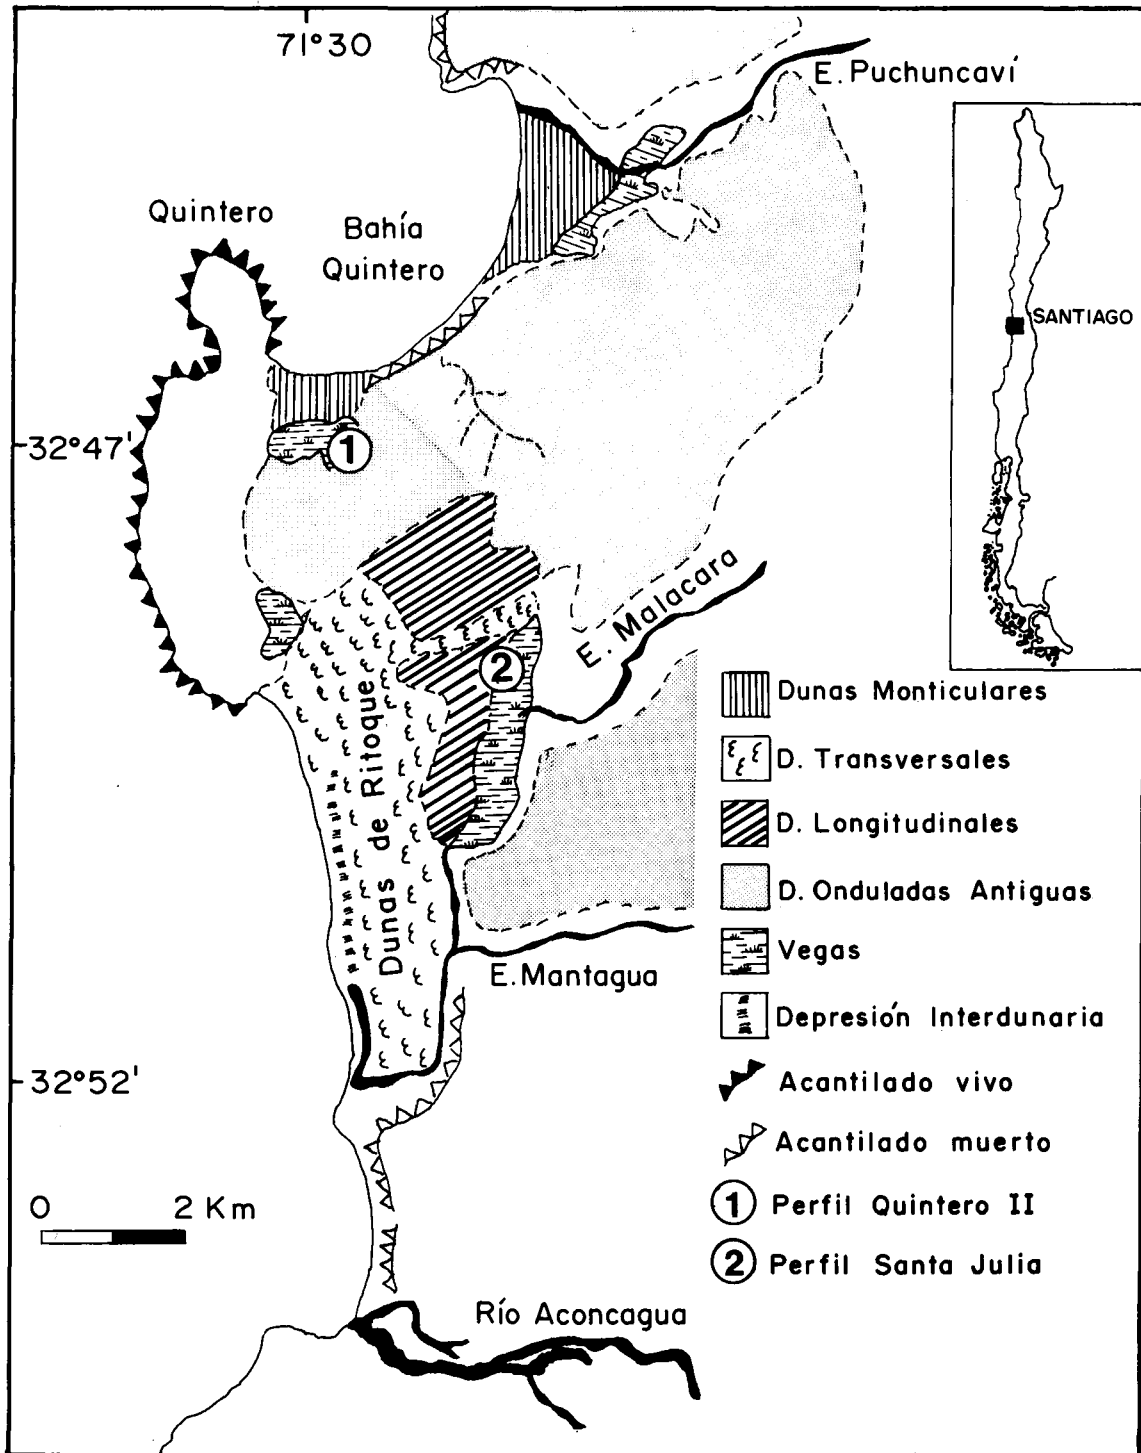 71°30
E. Puchuncaví
Quintero
Bahía
Quintero
SANTIAGO
32°47'
1
E. Malacara
2
Dunas de Ritoque
Dunas Monticulares
D. Transversales
D. Longitudinales
D. Onduladas Antiguas
Vegas
E. Mantagua
Depresión Interdunaria
32°52'
Acantilado vivo
Acantilado muerto
0 2 Km
1 Perfil Quintero II
2 Perfil Santa Julia
Río Aconcagua